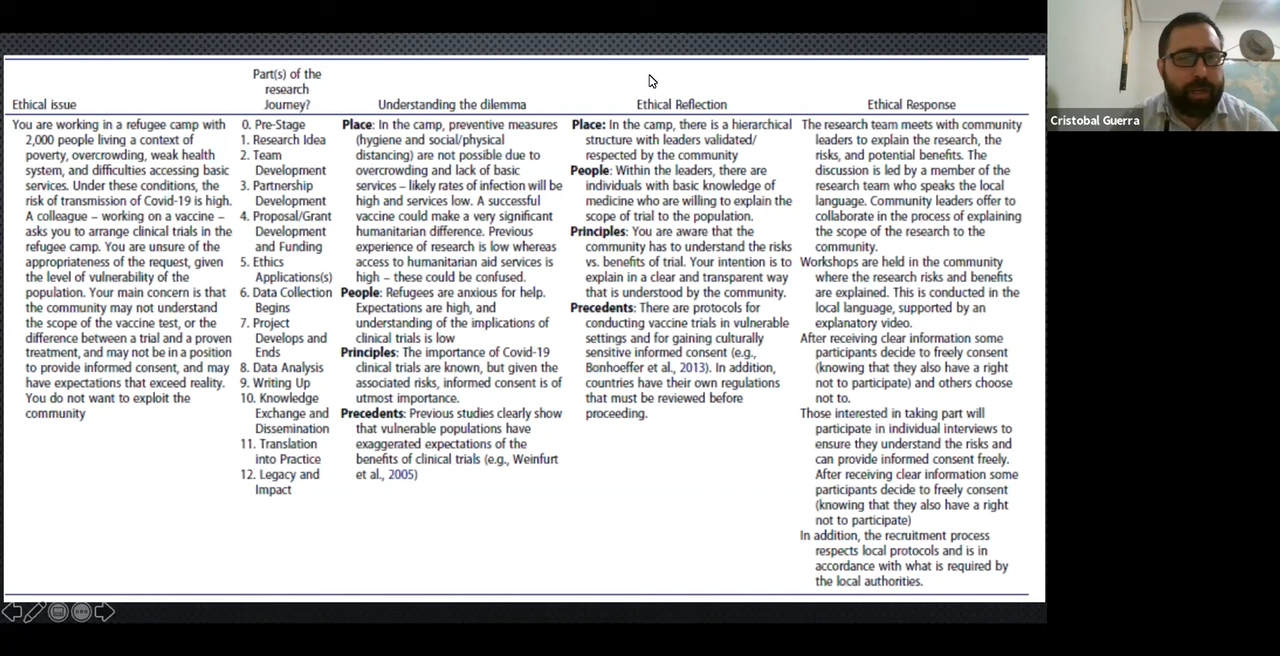 Ethical issue
Part(s) of the
research
Journey?
Understanding the dilemma
Ethical Reflection
Ethical Response
You are working in a refugee camp with
2,000 people living a context of
poverty, overcrowding, weak health
system, and difficulties accessing basic
services. Under these conditions, the
risk of transmission of Covid-19 is high.
A colleague – working on a vaccine –
asks you to arrange clinical trials in the
refugee camp. You are unsure of the
appropriateness of the request, given
the level of vulnerability of the
population. Your main concern is that
the community may not understand
the scope of the vaccine test, or the
difference between a trial and a proven
treatment, and may not be in a position
to provide informed consent, and may
have expectations that exceed reality.
You do not want to exploit the
community
0. Pre-Stage
1. Research Idea
2. Team
Development
3. Partnership
Development
4. Proposal/Grant
Development
and Funding
5. Ethics
Applications(s)
6. Data Collection
Begins
7. Project
Develops and
Ends
8. Data Analysis
9. Writing Up
10. Knowledge
Exchange and
Dissemination
11. Translation
into Practice
12. Legacy and
Impact
Place: In the camp, preventive measures
(hygiene and social/physical
distancing) are not possible due to
overcrowding and lack of basic
services – likely rates of infection will be
high and services low. A successful
vaccine could make a very significant
humanitarian difference. Previous
experience of research is low whereas
access to humanitarian aid services is
high – these could be confused.
People: Refugees are anxious for help.
Expectations are high, and
understanding of the implications of
clinical trials is low
Principles: The importance of Covid-19
clinical trials are known, but given the
associated risks, informed consent is of
utmost importance.
Precedents: Previous studies clearly show
that vulnerable populations have
exaggerated expectations of the
benefits of clinical trials (e.g., Weinfurt
et al., 2005)
Place: In the camp, there is a hierarchical
structure with leaders validated/
respected by the community
People: Within the leaders, there are
individuals with basic knowledge of
medicine who are willing to explain the
scope of trial to the population.
Principles: You are aware that the
community has to understand the risks
vs. benefits of trial. Your intention is to
explain in a clear and transparent way
that is understood by the community.
Precedents: There are protocols for
conducting vaccine trials in vulnerable
settings and for gaining culturally
sensitive informed consent (e.g.,
Bonhoeffer et al., 2013). In addition,
countries have their own regulations
that must be reviewed before
proceeding.
The research team meets with community
leaders to explain the research, the
risks, and potential benefits. The
discussion is led by a member of the
research team who speaks the local
language. Community leaders offer to
collaborate in the process of explaining
the scope of the research to the
community.
Workshops are held in the community
where the research risks and benefits
are explained. This is conducted in the
local language, supported by an
explanatory video.
After receiving clear information some
participants decide to freely consent
(knowing that they also have a right
not to participate) and others choose
not to.
Those interested in taking part will
participate in individual interviews to
ensure they understand the risks and
can provide informed consent freely.
After receiving clear information some
participants decide to freely consent
(knowing that they also have a right
not to participate)
In addition, the recruitment process
respects local protocols and is in
accordance with what is required by
the local authorities.
Cristobal Guerra